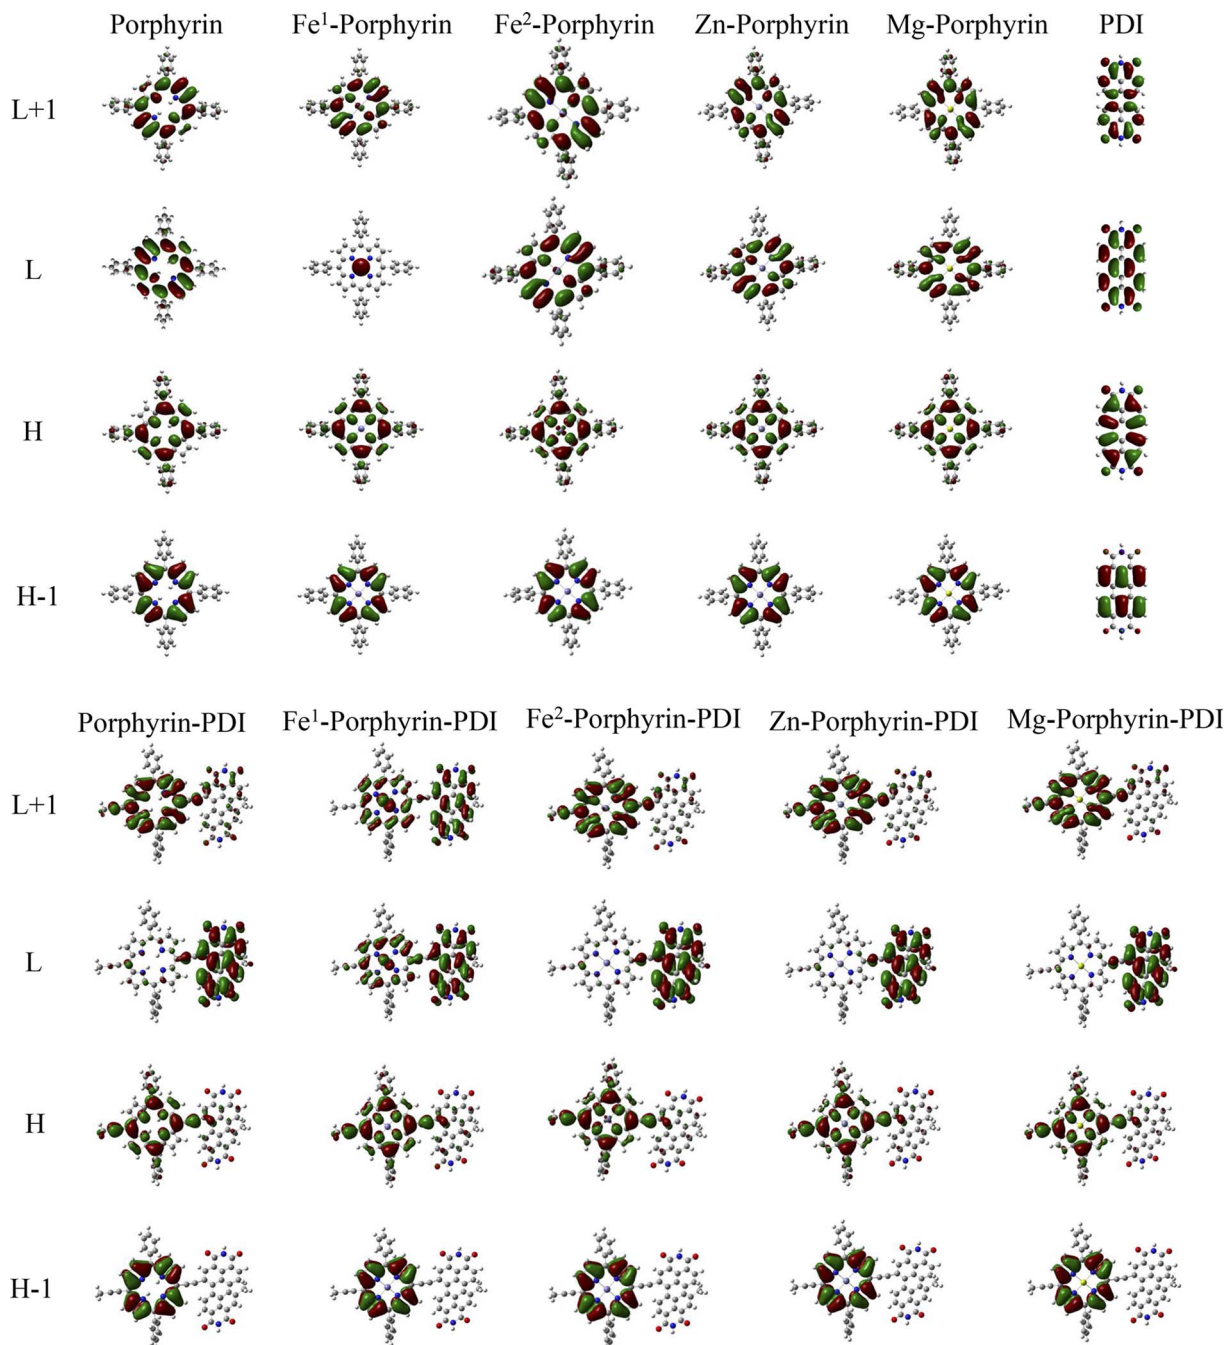 Porphyrin Fe¹-Porphyrin Fe²-Porphyrin Zn-Porphyrin Mg-Porphyrin PDI
L+1
L
H
H-1
Porphyrin-PDI Fe¹-Porphyrin-PDI Fe²-Porphyrin-PDI Zn-Porphyrin-PDI Mg-Porphyrin-PDI
L+1
L
H
H-1